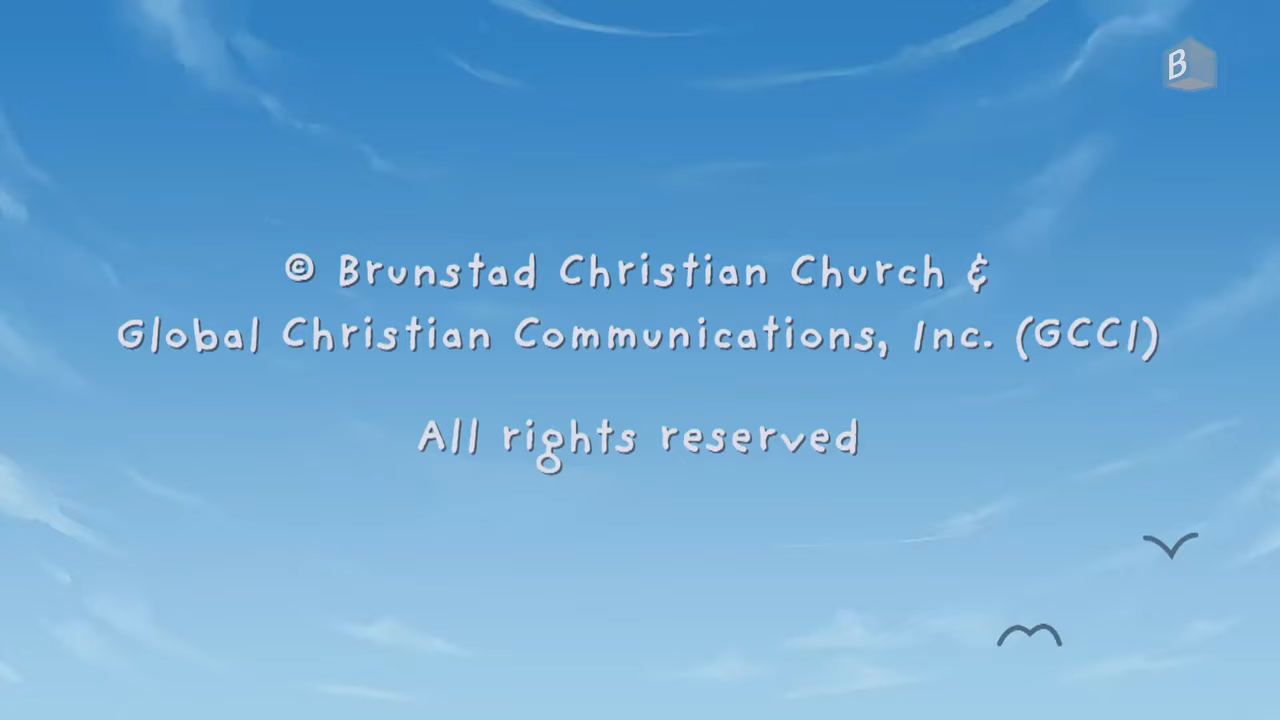 B
© Brunstad Christian Church &
Global Christian Communications, Inc. (GCCI)
All rights reserved